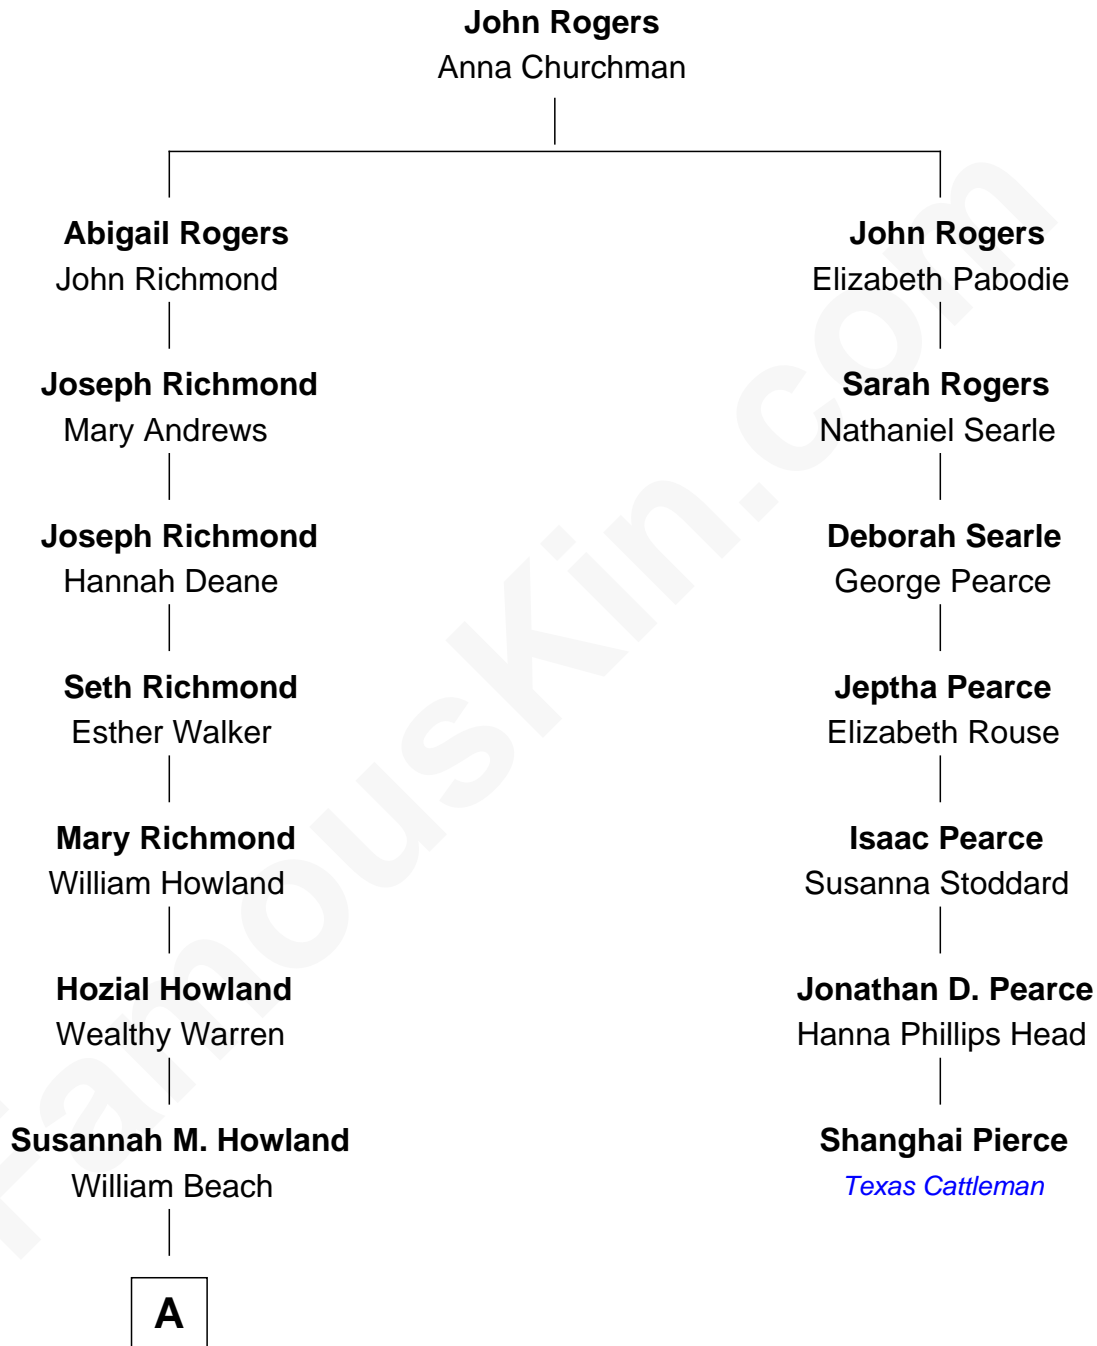 John Rogers
Anna Churchman
Abigail Rogers
John Richmond
John Rogers
Elizabeth Pabodie
Joseph Richmond
Mary Andrews
Sarah Rogers
Nathaniel Searle
Joseph Richmond
Hannah Deane
Deborah Searle
George Pearce
Seth Richmond
Esther Walker
Jeptha Pearce
Elizabeth Rouse
Mary Richmond
William Howland
Isaac Pearce
Susanna Stoddard
Hozial Howland
Wealthy Warren
Jonathan D. Pearce
Hanna Phillips Head
Susannah M. Howland
William Beach
Shanghai Pierce
Texas Cattleman
A
FamousKin.com